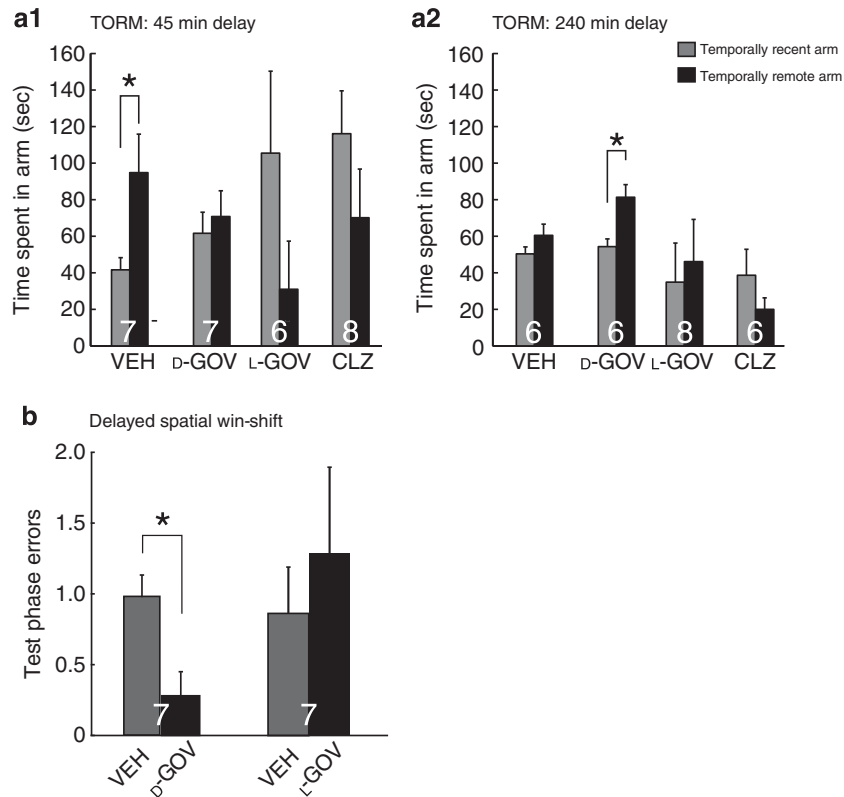 a1 TORM: 45 min delay
Time spent in arm (sec)
160
140
120
100
80
60
40
20
0
*
7 7 6 8
VEH D-GOV L-GOV CLZ
a2 TORM: 240 min delay
Temporally recent arm
Temporally remote arm
Time spent in arm (sec)
160
140
120
100
80
60
40
20
0
*
6 6 8 6
VEH D-GOV L-GOV CLZ
b Delayed spatial win-shift
Test phase errors
2.0
1.5
1.0
0.5
0
*
7 7
VEH D-GOV VEH L-GOV